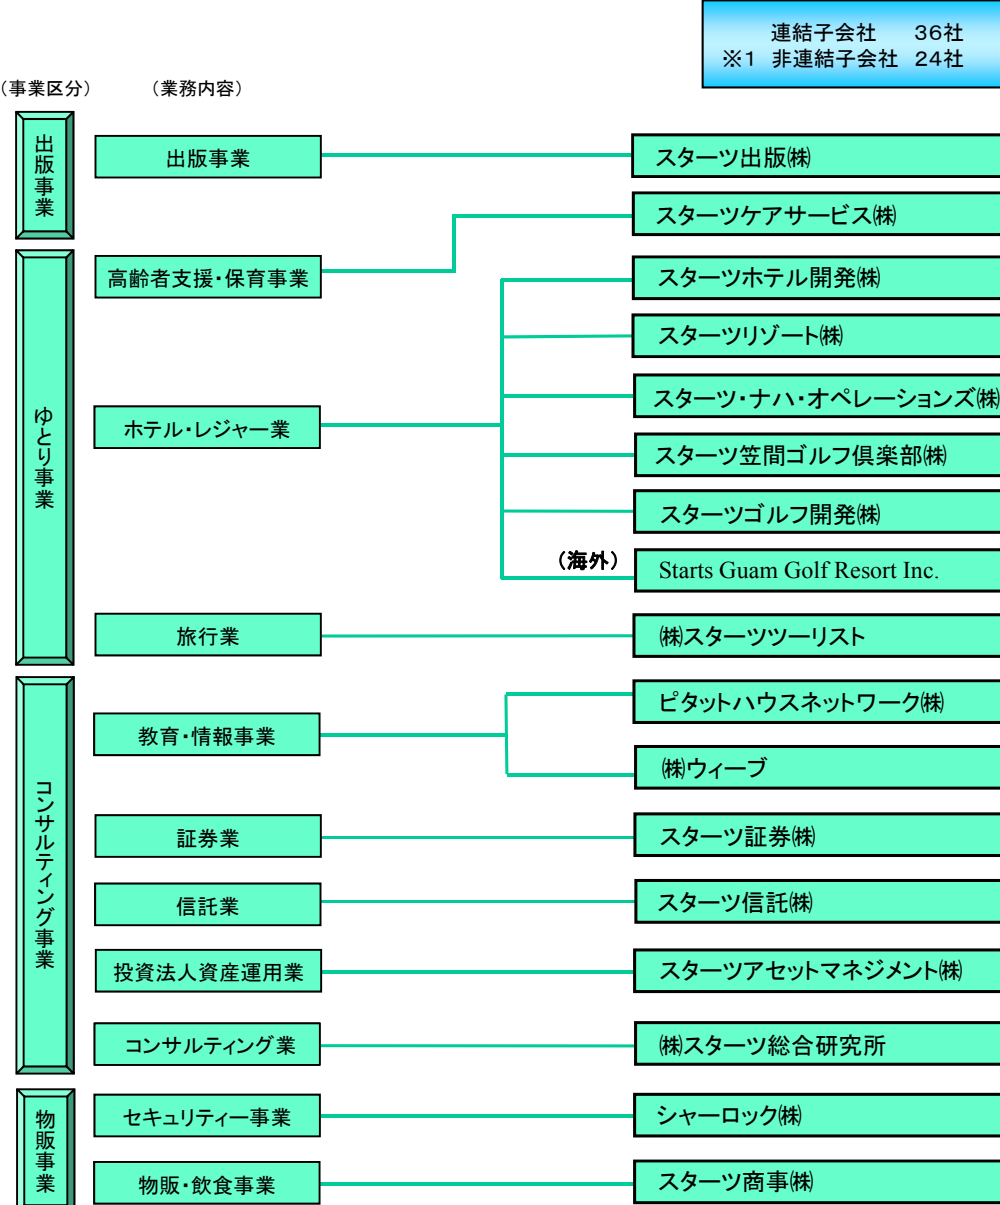 連結子会社 36社
※1 非連結子会社 24社
（事業区分） （業務内容）
出版事業
出版事業
スターツ出版㈱
ゆとり事業
高齢者支援・保育事業
スターツケアサービス㈱
ホテル・レジャー業
スターツホテル開発㈱
スターツリゾート㈱
スターツ・ナハ・オペレーションズ㈱
スターツ笠間ゴルフ倶楽部㈱
スターツゴルフ開発㈱
（海外）
Starts Guam Golf Resort Inc.
旅行業
㈱スターツツーリスト
コンサルティング事業
教育・情報事業
ピタットハウスネットワーク㈱
㈱ウィーブ
証券業
スターツ証券㈱
信託業
スターツ信託㈱
投資法人資産運用業
スターツアセットマネジメント㈱
コンサルティング業
㈱スターツ総合研究所
物販事業
セキュリティー事業
シャーロック㈱
物販・飲食事業
スターツ商事㈱